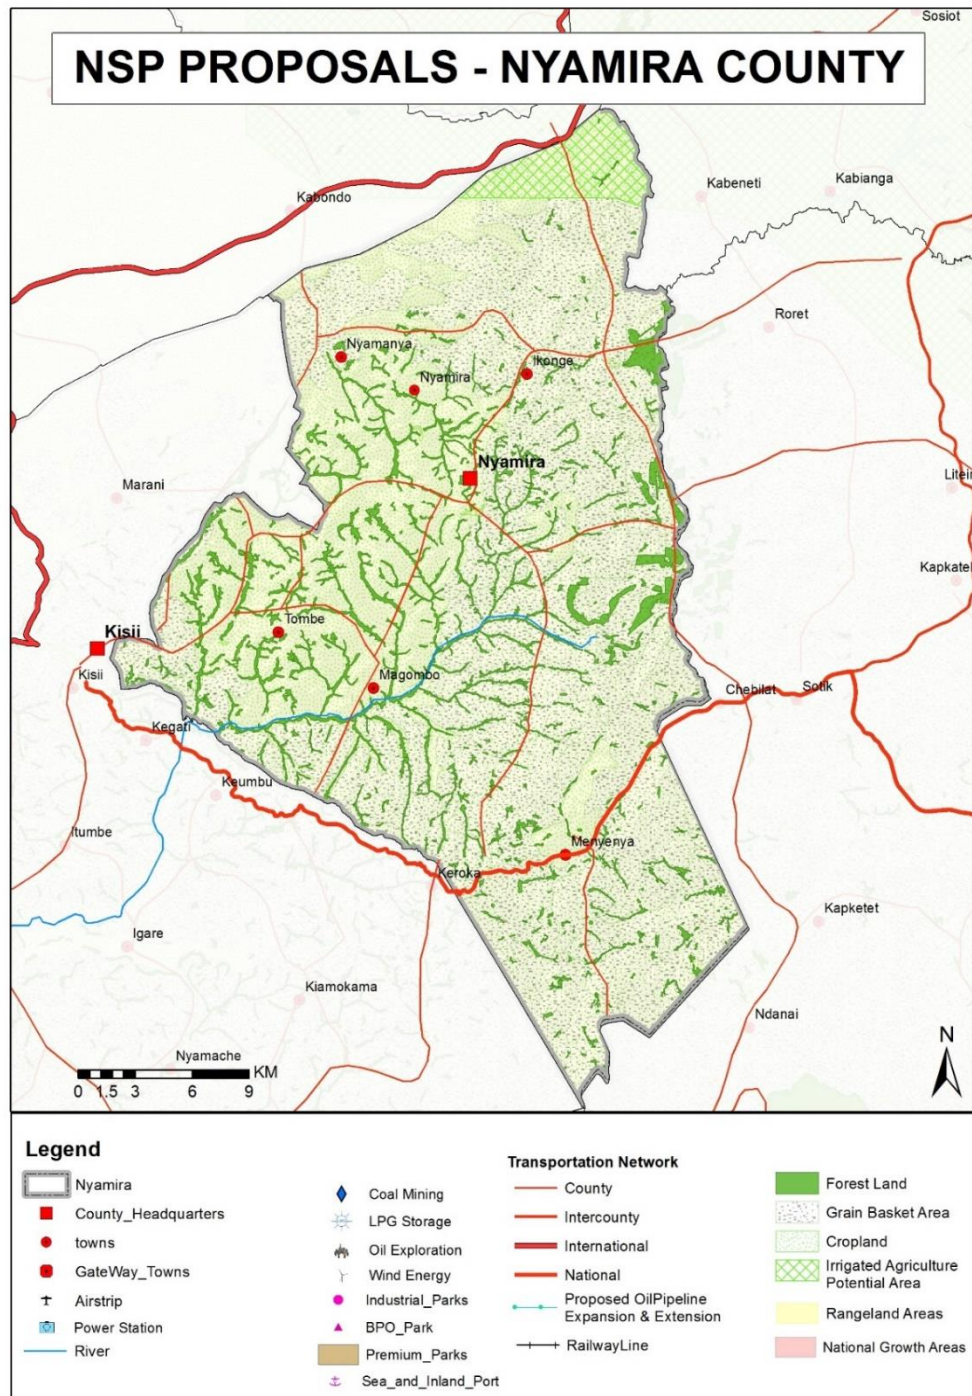 NSP PROPOSALS - NYAMIRA COUNTY
Sosiot
Kabondo
Kabeneti
Kabianga
Roret
Nyamanya
Ikonge
Nyamira
Nyamira
Marani
Litein
Kapkatet
Tombe
Kisii
Kisii
Magombo
Chebilat
Sotik
Kegati
Keumbu
Itumbe
Menyenya
Keroka
Kapketet
Igare
Kiamokama
Ndanai
Nyamache
KM
0 1.5 3 6 9
N
Legend
Nyamira
County_Headquarters
towns
GateWay_Towns
Airstrip
Power Station
River
Coal Mining
LPG Storage
Oil Exploration
Wind Energy
Industrial_Parks
BPO_Park
Premium_Parks
Sea_and_Inland_Port
Transportation Network
County
Intercounty
International
National
Proposed OilPipeline
Expansion & Extension
RailwayLine
Forest Land
Grain Basket Area
Cropland
Irrigated Agriculture
Potential Area
Rangeland Areas
National Growth Areas